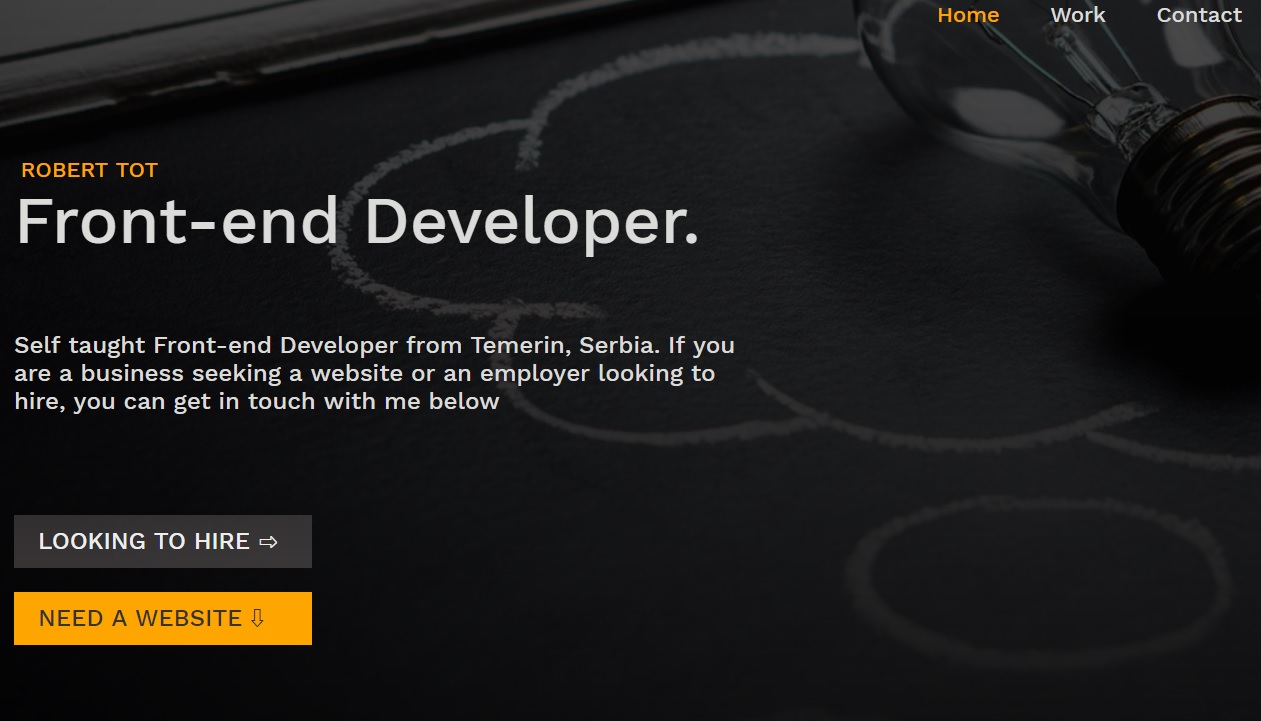 Home Work Contact
ROBERT TOT
Front-end Developer.
Self taught Front-end Developer from Temerin, Serbia. If you
are a business seeking a website or an employer looking to
hire, you can get in touch with me below
LOOKING TO HIRE ⇨
NEED A WEBSITE ⇩